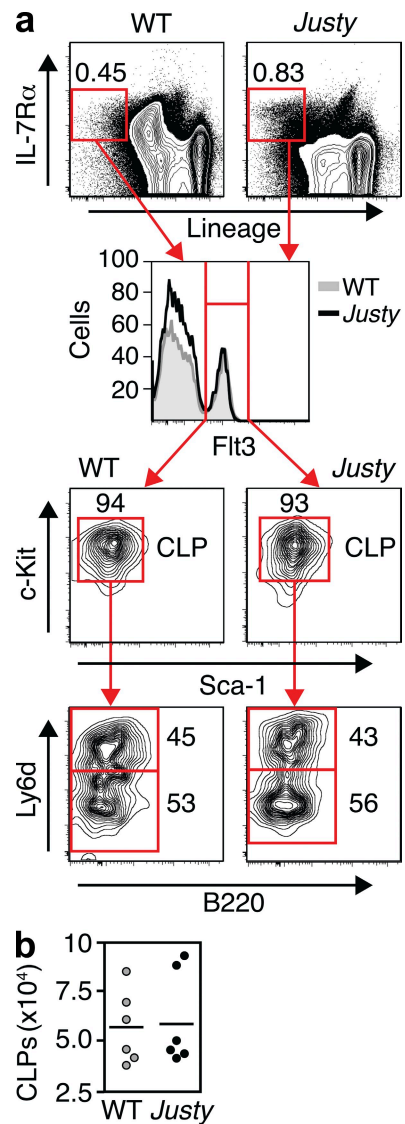 a
WT Justy
0.45 0.83
IL-7Rα
Lineage
100
80
60
40
20
Cells
WT
Justy
Flt3
WT Justy
94 93
CLP CLP
c-Kit
Sca-1
45 43
53 56
Ly6d
B220
b
10
7.5
5.0
2.5
CLPs (x10⁴)
WT Justy